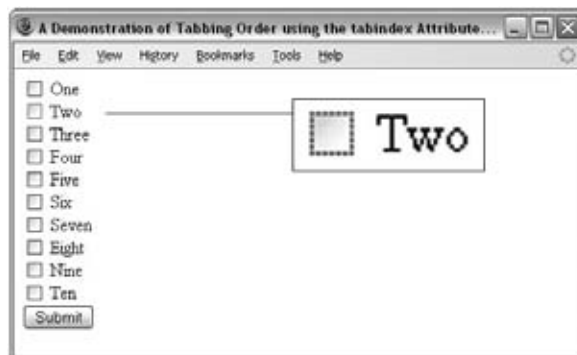 A Demonstration of Tabbing Order using the tabindex Attribute...
File Edit View History Bookmarks Tools Help
One
Two
Two
Three
Four
Five
Six
Seven
Eight
Nine
Ten
Submit